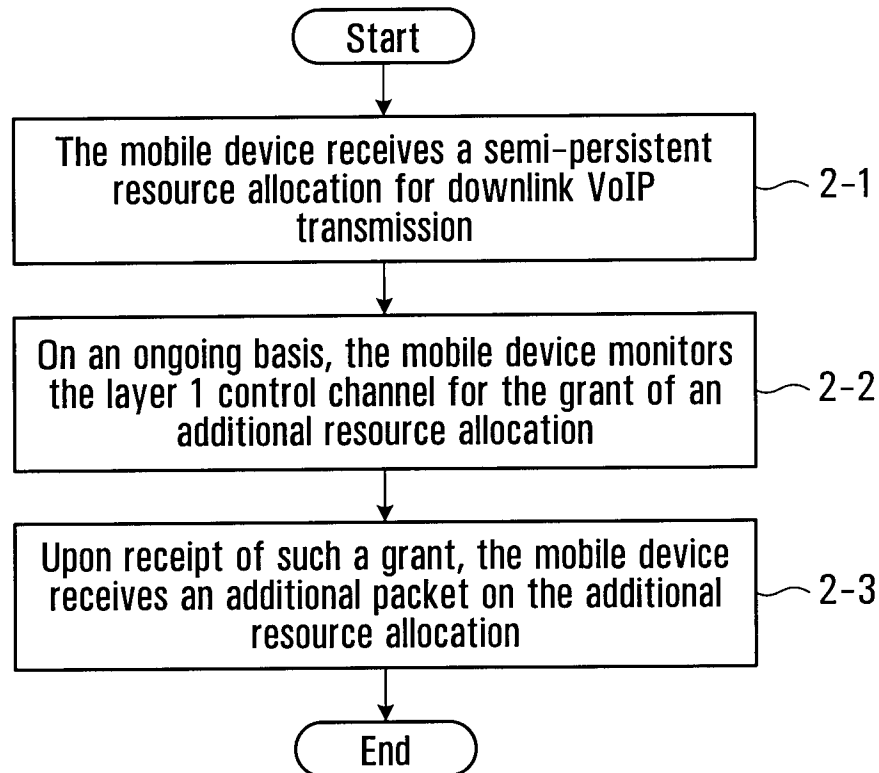 Start
The mobile device receives a semi-persistent
resource allocation for downlink VoIP
transmission
2-1
On an ongoing basis, the mobile device monitors
the layer 1 control channel for the grant of an
additional resource allocation
2-2
Upon receipt of such a grant, the mobile device
receives an additional packet on the additional
resource allocation
2-3
End